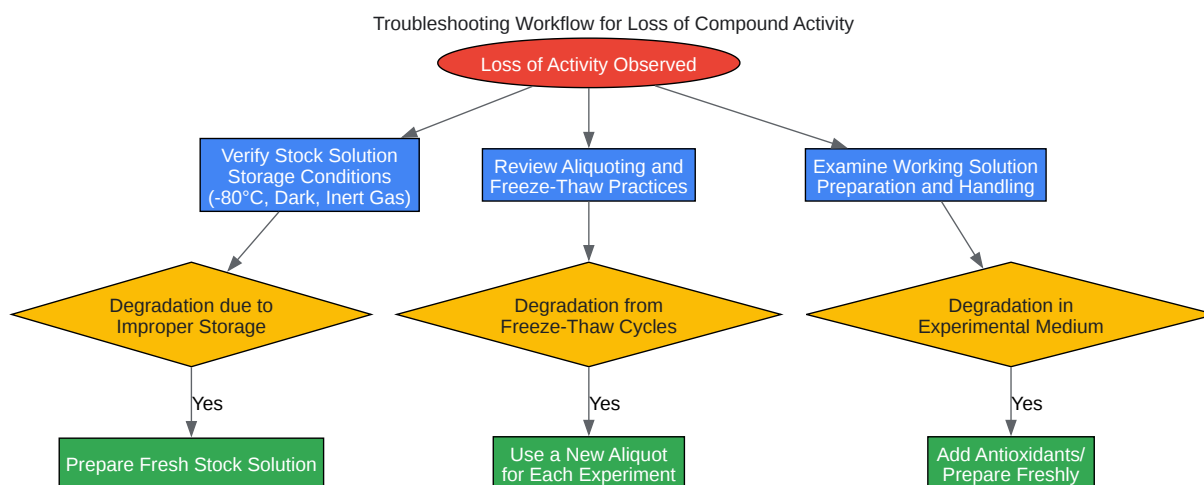 Troubleshooting Workflow for Loss of Compound Activity
Loss of Activity Observed
Verify Stock Solution
Storage Conditions
(-80°C, Dark, Inert Gas)
Review Aliquoting and
Freeze-Thaw Practices
Examine Working Solution
Preparation and Handling
Degradation due to
Improper Storage
Degradation from
Freeze-Thaw Cycles
Degradation in
Experimental Medium
Yes
Yes
Yes
Prepare Fresh Stock Solution
Use a New Aliquot
for Each Experiment
Add Antioxidants/
Prepare Freshly